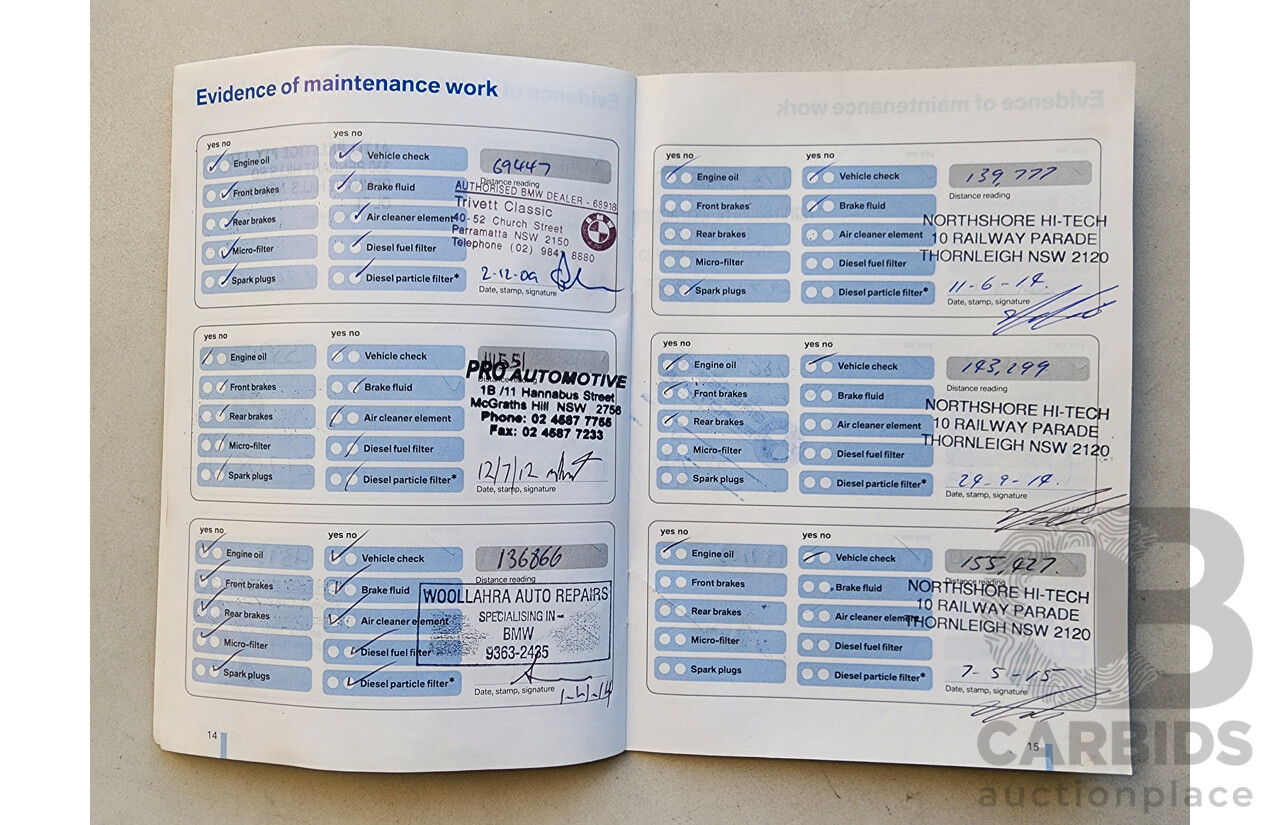 Evidence of maintenance work
yes no
yes no
Engine oil
Vehicle check
69447
Distance reading
Front brakes
Brake fluid
Rear brakes
Air cleaner element
Micro-filter
Diesel fuel filter
Spark plugs
Diesel particle filter*
AUTHORISED BMW DEALER - 68918
Trivett Classic
40-52 Church Street
Parramatta NSW 2150
Telephone (02) 984 8880
BMW
2-12-09
Date, stamp, signature
yes no
yes no
Engine oil
Vehicle check
111551
Front brakes
Brake fluid
Rear brakes
Air cleaner element
Micro-filter
Diesel fuel filter
Spark plugs
Diesel particle filter*
PRO AUTOMOTIVE
1B /11 Hannabus Street
McGraths Hill NSW 2756
Phone: 02 4587 7755
Fax: 02 4587 7233
12/7/12
Date, stamp, signature
yes no
yes no
Engine oil
Vehicle check
136866
Distance reading
Front brakes
Brake fluid
Rear brakes
Air cleaner element
Micro-filter
Diesel fuel filter
Spark plugs
Diesel particle filter*
WOOLLAHRA AUTO REPAIRS
SPECIALISING IN-
BMW
9363-2435
Date, stamp, signature
14
yes no
yes no
Engine oil
Vehicle check
139,777
Distance reading
Front brakes
Brake fluid
Rear brakes
Air cleaner element
Micro-filter
Diesel fuel filter
Spark plugs
Diesel particle filter*
NORTHSHORE HI-TECH
10 RAILWAY PARADE
THORNLEIGH NSW 2120
11-6-14.
Date, stamp, signature
yes no
yes no
Engine oil
Vehicle check
143,199
Distance reading
Front brakes
Brake fluid
Rear brakes
Air cleaner element
Micro-filter
Diesel fuel filter
Spark plugs
Diesel particle filter*
NORTHSHORE HI-TECH
10 RAILWAY PARADE
THORNLEIGH NSW 2120
29-9-14.
Date, stamp, signature
yes no
yes no
Engine oil
Vehicle check
155,427.
Distance reading
Front brakes
Brake fluid
Rear brakes
Air cleaner element
Micro-filter
Diesel fuel filter
Spark plugs
Diesel particle filter*
NORTHSHORE HI-TECH
10 RAILWAY PARADE
THORNLEIGH NSW 2120
7-5-15
Date, stamp, signature
15
CARBIDS
auctionplace